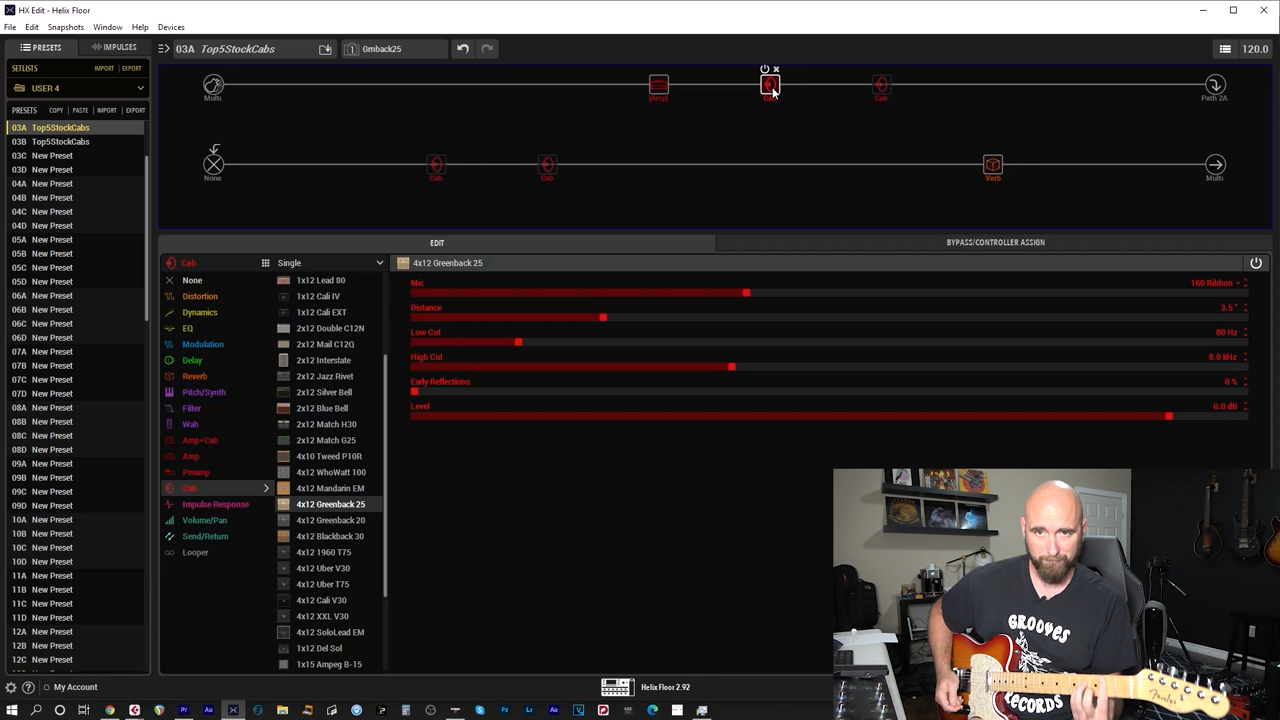 HX Edit - Helix Floor
File Edit Snapshots Window Help Devices
PRESETS IMPULSES
03A Top5StockCabs
1 Gmback25
120.0
SETLISTS IMPORT EXPORT
USER 4
PRESETS COPY PASTE IMPORT EXPORT
03A Top5StockCabs
03B Top5StockCabs
03C New Preset
03D New Preset
04A New Preset
04B New Preset
04C New Preset
04D New Preset
05A New Preset
05B New Preset
05C New Preset
05D New Preset
06A New Preset
06B New Preset
06C New Preset
06D New Preset
07A New Preset
07B New Preset
07C New Preset
07D New Preset
08A New Preset
08B New Preset
08C New Preset
08D New Preset
09A New Preset
09B New Preset
09C New Preset
09D New Preset
10A New Preset
10B New Preset
10C New Preset
10D New Preset
11A New Preset
11B New Preset
11C New Preset
11D New Preset
12A New Preset
12B New Preset
12C New Preset
My Account
Multi |Amp| Cab Cab Path 2A
None Cab Cab Verb Multi
EDIT BYPASS/CONTROLLER ASSIGN
Cab
None
Distortion
Dynamics
EQ
Modulation
Delay
Reverb
Pitch/Synth
Filter
Wah
Amp+Cab
Amp
Preamp
Cab
Impulse Response
Volume/Pan
Send/Return
Looper
Single
1x12 Lead 80
1x12 Cali IV
1x12 Cali EXT
2x12 Double C12N
2x12 Mail C12Q
2x12 Interstate
2x12 Jazz Rivet
2x12 Silver Bell
2x12 Blue Bell
2x12 Match H30
2x12 Match G25
4x10 Tweed P10R
4x12 WhoWatt 100
4x12 Mandarin EM
4x12 Greenback 25
4x12 Greenback 20
4x12 Blackback 30
4x12 1960 T75
4x12 Uber V30
4x12 Uber T75
4x12 Cali V30
4x12 XXL V30
4x12 SoloLead EM
1x12 Del Sol
1x15 Ampeg B-15
4x12 Greenback 25
Mic 160 Ribbon
Distance 3.5"
Low Cut 80 Hz
High Cut 8.0 kHz
Early Reflections 0 %
Level 0.0 dB
Helix Floor 2.92
GROOVES
RECORDS
Fender